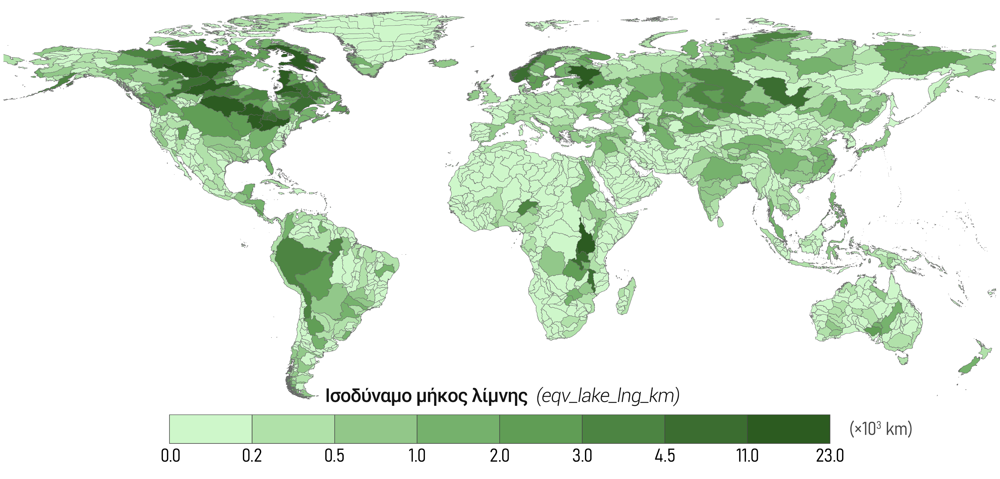 Ισοδύναμο μήκος λίμνης (eqv_lake_lng_km)
(×10³ km)
0.0 0.2 0.5 1.0 2.0 3.0 4.5 11.0 23.0